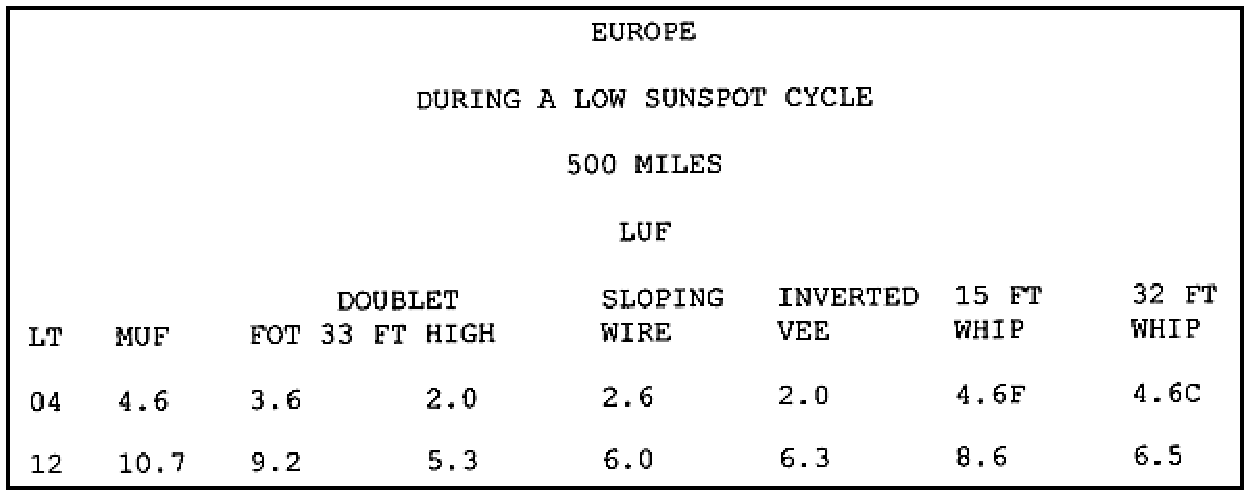 EUROPE
DURING A LOW SUNSPOT CYCLE
500 MILES
LUF
DOUBLET SLOPING INVERTED 15 FT 32 FT
LT MUF FOT 33 FT HIGH WIRE VEE WHIP WHIP
04 4.6 3.6 2.0 2.6 2.0 4.6F 4.6C
12 10.7 9.2 5.3 6.0 6.3 8.6 6.5